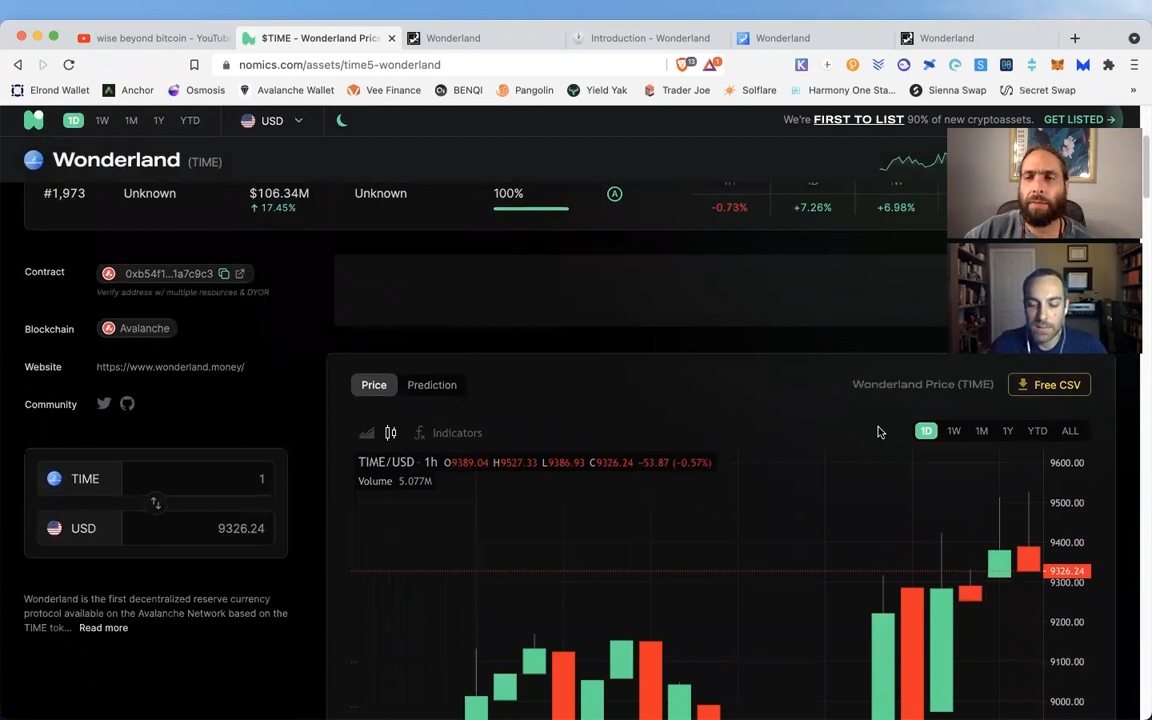 wise beyond bitcoin - YouTub
$TIME - Wonderland Pric
Wonderland
Introduction - Wonderland
Wonderland
Wonderland
nomics.com/assets/time5-wonderland
13
1
Elrond Wallet
Anchor
Osmosis
Avalanche Wallet
Vee Finance
BENQI
Pangolin
Yield Yak
Trader Joe
Solflare
Harmony One Sta...
Sienna Swap
Secret Swap
1D 1W 1M 1Y YTD
USD
We're FIRST TO LIST 90% of new cryptoassets.
GET LISTED →
Wonderland (TIME)
#1,973
Unknown
$106.34M
Unknown
100%
↑ 17.45%
-0.73%
+7.26%
+6.98%
Contract
0xb54f1...1a7c9c3
Verify address w/ multiple resources & DYOR
Blockchain
Avalanche
Website
https://www.wonderland.money/
Community
Price
Prediction
Wonderland Price (TIME)
Free CSV
Indicators
1D 1W 1M 1Y YTD ALL
TIME/USD · 1h O9389.04 H9527.33 L9386.93 C9326.24 −53.87 (−0.57%)
Volume 5.077M
TIME
1
USD
9326.24
Wonderland is the first decentralized reserve currency
protocol available on the Avalanche Network based on the
TIME tok... Read more
9600.00
9500.00
9400.00
9326.24
9300.00
9200.00
9100.00
9000.00